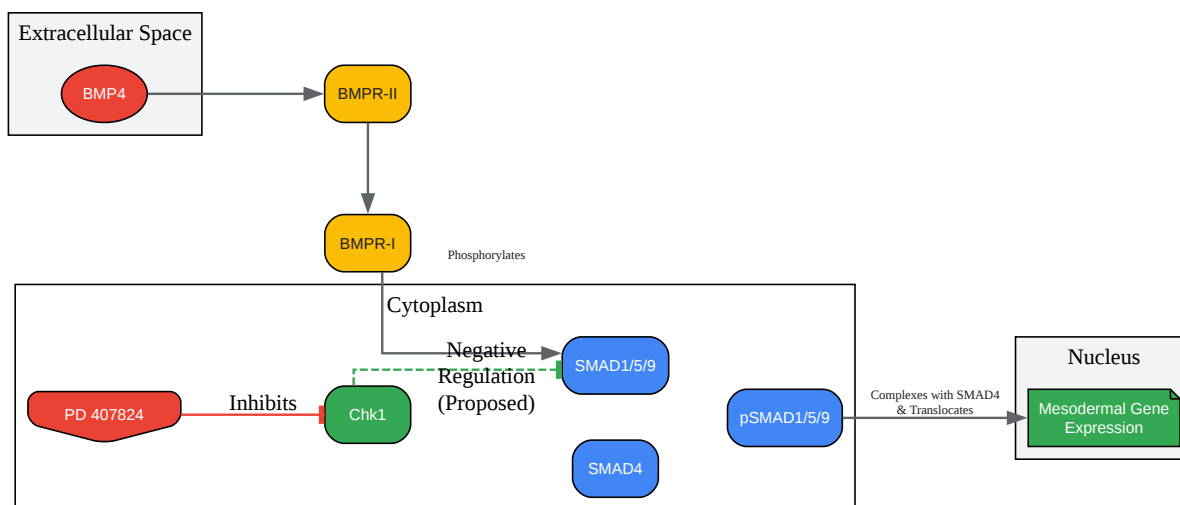 Extracellular Space
BMP4
BMPR-II
BMPR-I
Phosphorylates
Cytoplasm
Negative
Regulation
(Proposed)
SMAD1/5/9
PD 407824
Inhibits
Chk1
SMAD4
pSMAD1/5/9
Complexes with SMAD4
& Translocates
Nucleus
Mesodermal Gene
Expression